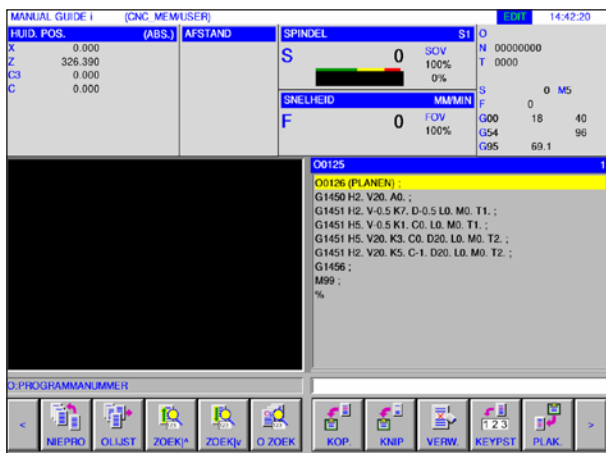 MANUAL GUIDE i (CNC_MEM/USER) EDIT 14:42:20
HUID. POS. (ABS.)
X 0.000
Z 326.390
C3 0.000
C 0.000
AFSTAND
SPINDEL S1
S 0 SOV
100%
0%
SNELHEID MM/MIN
F 0 FOV
100%
O
N 00000000
T 0000
S 0 M5
F 0
G00 18 40
G54 96
G95 69.1
O0125 1
O0126 (PLANEN) ;
G1450 H2. V20. A0. ;
G1451 H2. V-0.5 K7. D-0.5 L0. M0. T1. ;
G1451 H5. V-0.5 K1. C0. L0. M0. T1. ;
G1451 H5. V20. K3. C0. D20. L0. M0. T2. ;
G1451 H2. V20. K5. C-1. D20. L0. M0. T2. ;
G1456 ;
M99 ;
%
O:PROGRAMMANUMMER
< NIEPRO OLIJST ZOEK|^ ZOEK|v O ZOEK KOP. KNIP VERW. KEYPST PLAK. >